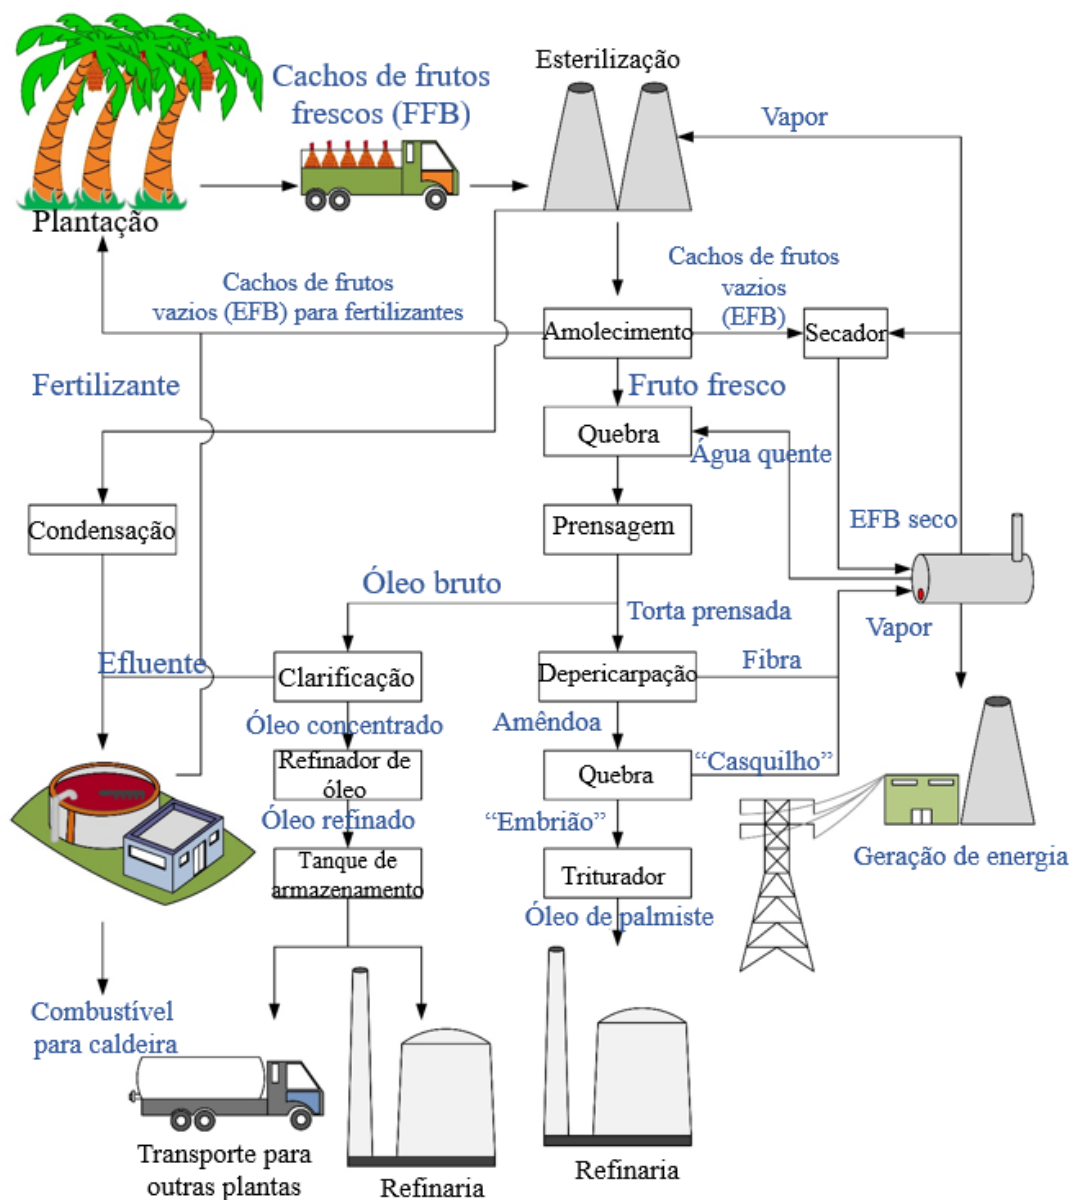 Esterilização
Cachos de frutos
frescos (FFB)
Vapor
Plantação
Cachos de frutos
vazios (EFB) para fertilizantes
Cachos de frutos
vazios
(EFB)
Amolecimento
Secador
Fertilizante
Fruto fresco
Quebra
Água quente
Condensação
Prensagem
EFB seco
Óleo bruto
Torta prensada
Vapor
Efluente
Clarificação
Depericarpação
Fibra
Óleo concentrado
Amêndoa
Refinador de
óleo
Quebra
“Casquilho”
Óleo refinado
“Embrião”
Tanque de
armazenamento
Triturador
Geração de energia
Óleo de palmiste
Combustível
para caldeira
Transporte para
outras plantas
Refinaria
Refinaria